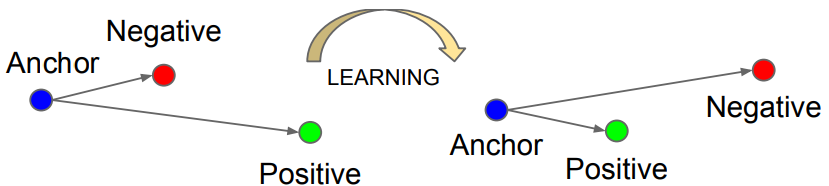 Negative
Anchor
Positive
LEARNING
Anchor
Positive
Negative